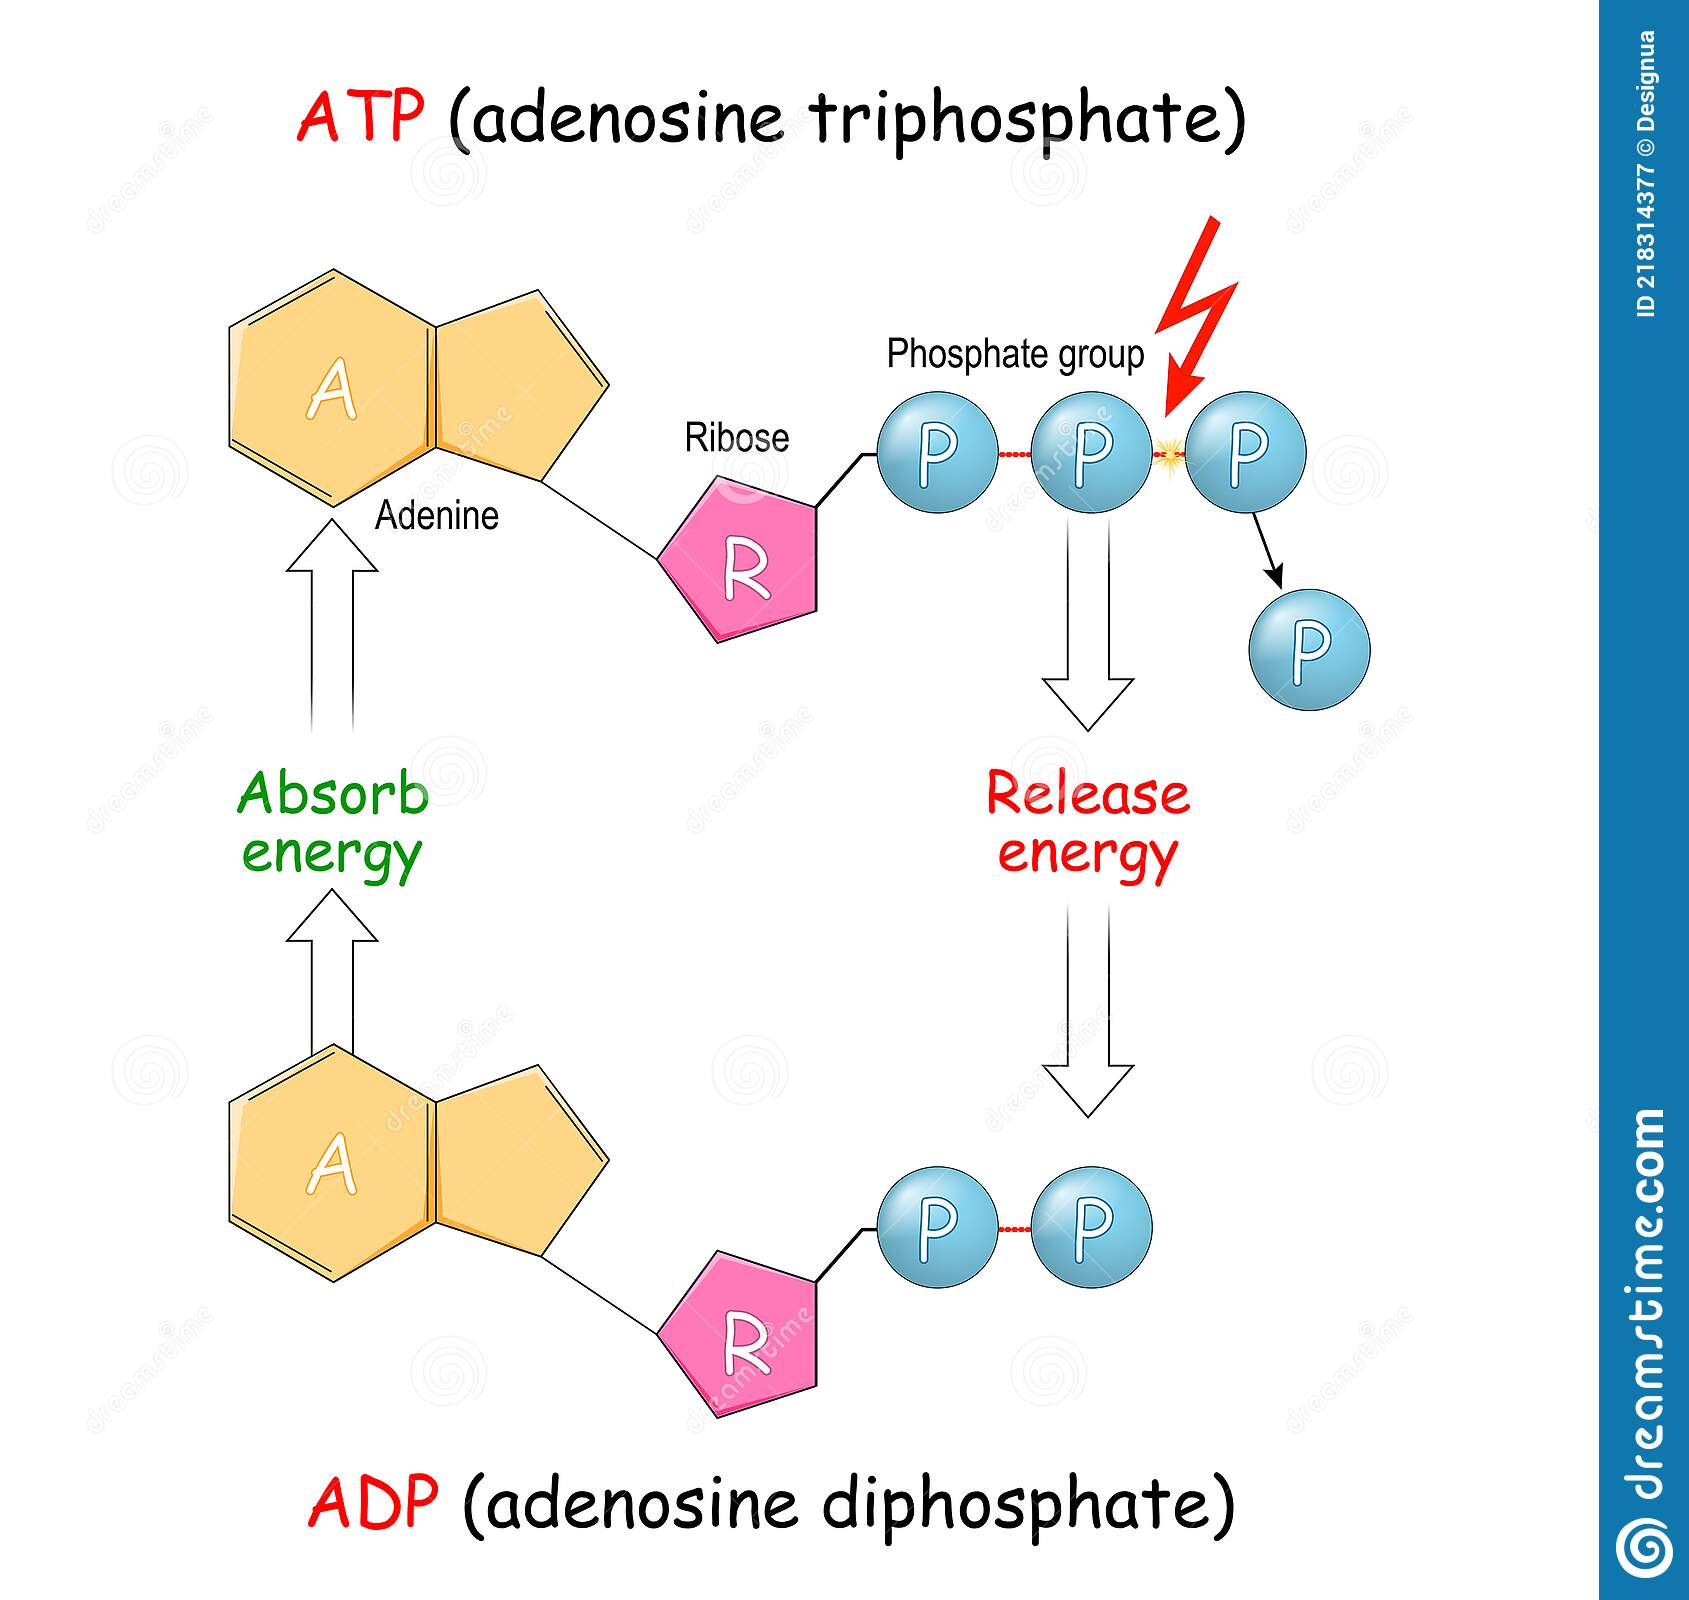 ATP (adenosine triphosphate)
Phosphate group
A
Ribose
P P P
Adenine
R
P
Absorb
energy
Release
energy
A
P P
R
ADP (adenosine diphosphate)
ID 218314377 © Designua
dreamstime.com